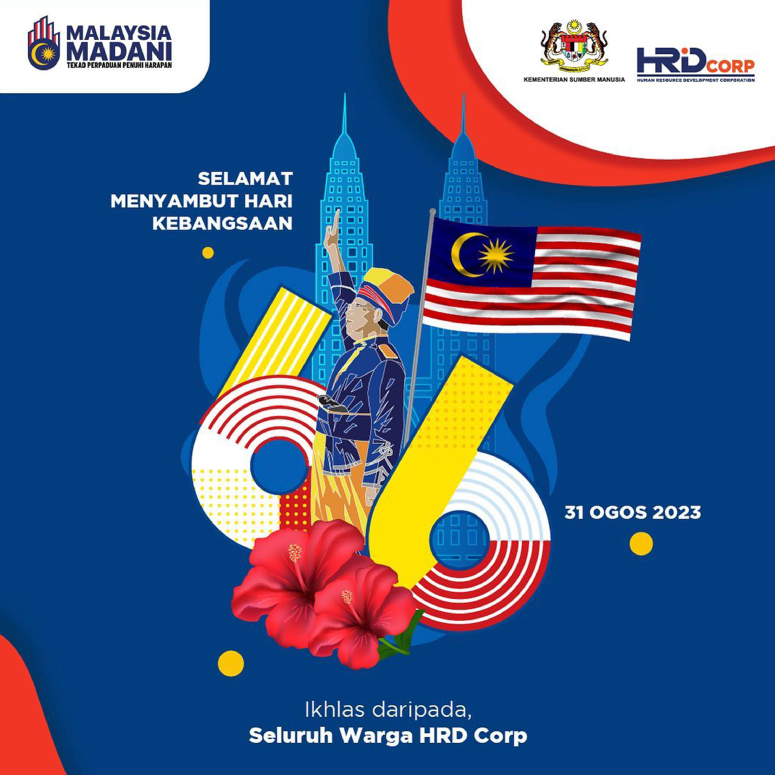 MALAYSIA
MADANI
TEKAD PERPADUAN PENUHI HARAPAN
KEMENTERIAN SUMBER MANUSIA
HRD CORP
HUMAN RESOURCE DEVELOPMENT CORPORATION
SELAMAT
MENYAMBUT HARI
KEBANGSAAN
66
31 OGOS 2023
Ikhlas daripada,
Seluruh Warga HRD Corp